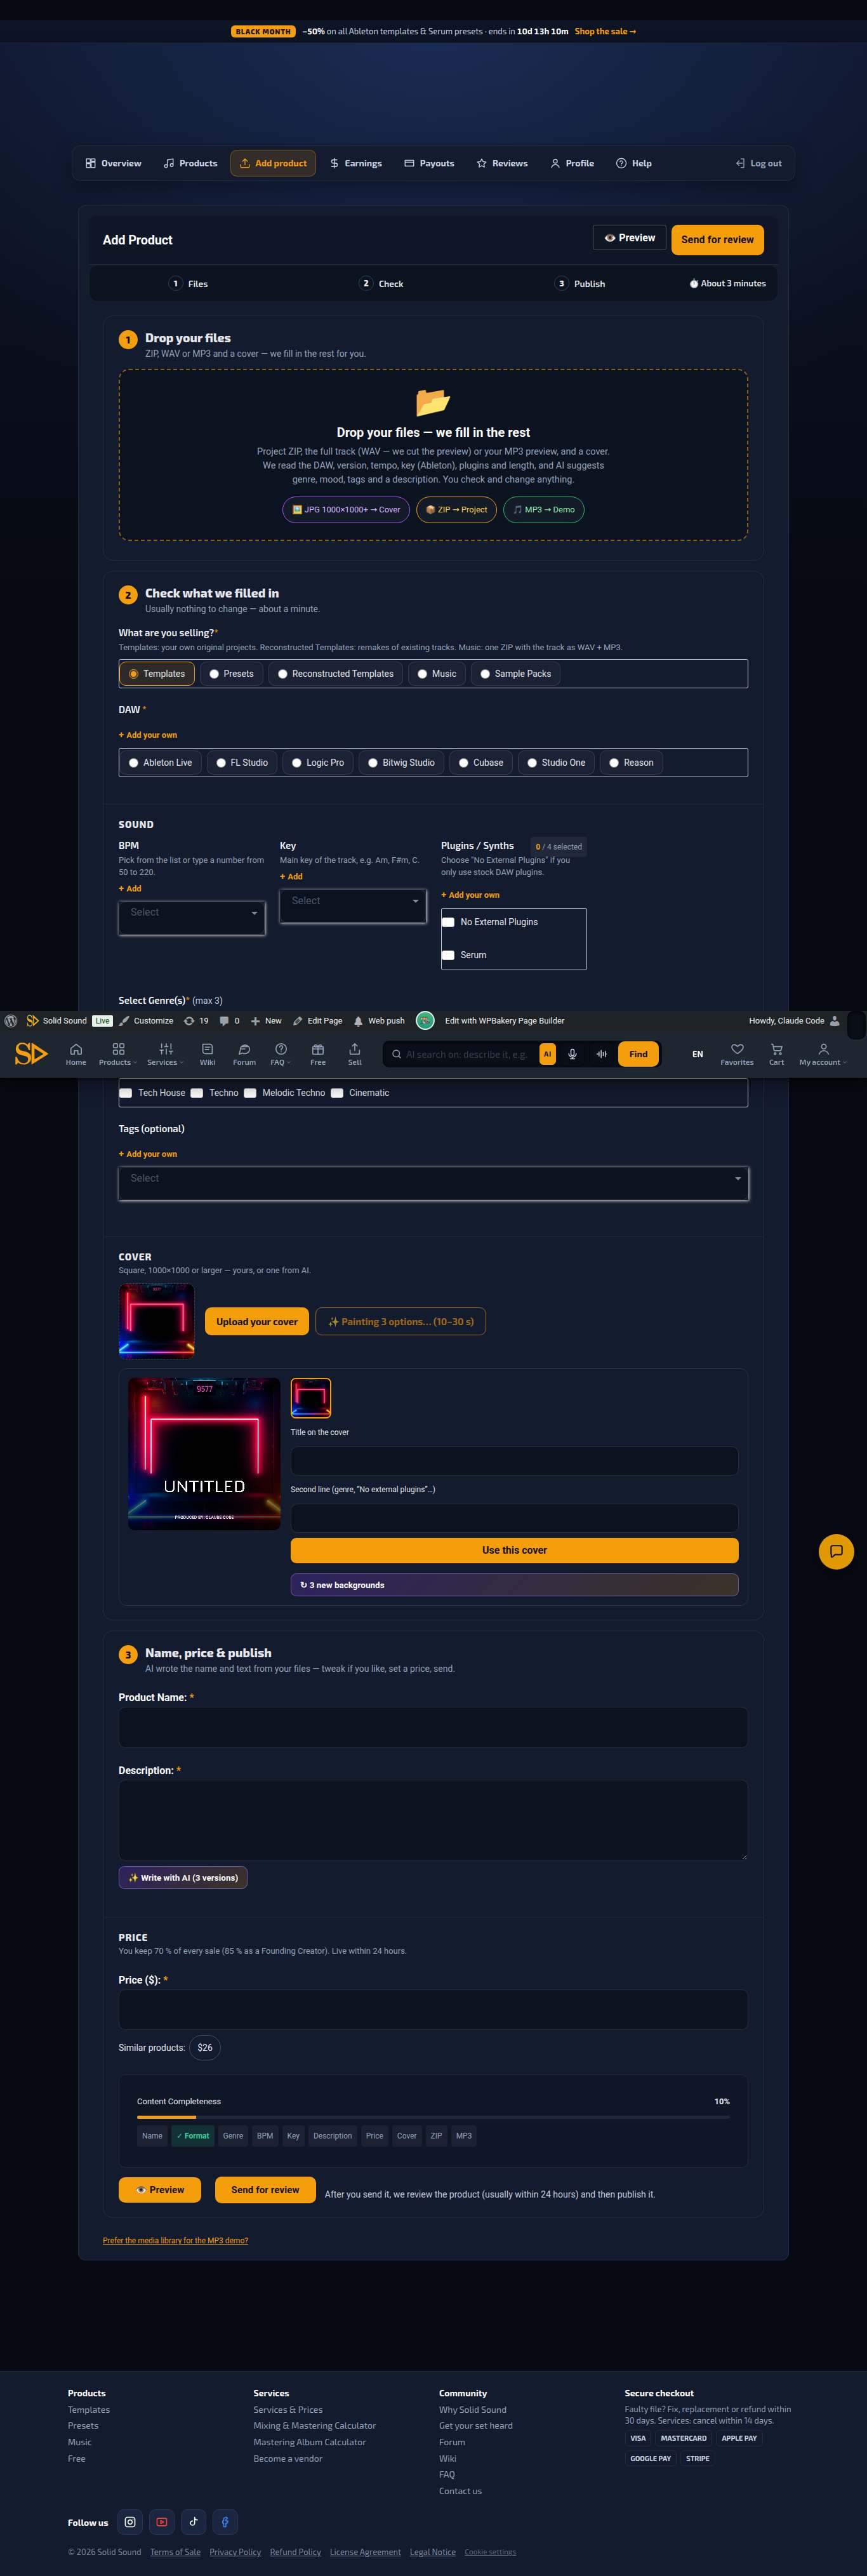 BLACK MONTH −50% on all Ableton templates & Serum presets · ends in 10d 13h 10m Shop the sale →
Overview Products Add product Earnings Payouts Reviews Profile Help Log out
Add Product
Preview Send for review
1 Files 2 Check 3 Publish About 3 minutes
1 Drop your files
ZIP, WAV or MP3 and a cover — we fill in the rest for you.
Drop your files — we fill in the rest
Project ZIP, the full track (WAV — we cut the preview) or your MP3 preview, and a cover.
We read the DAW, version, tempo, key (Ableton), plugins and length, and AI suggests
genre, mood, tags and a description. You check and change anything.
JPG 1000×1000+ → Cover ZIP → Project MP3 → Demo
2 Check what we filled in
Usually nothing to change — about a minute.
What are you selling?*
Templates: your own original projects. Reconstructed Templates: remakes of existing tracks. Music: one ZIP with the track as WAV + MP3.
Templates Presets Reconstructed Templates Music Sample Packs
DAW *
+ Add your own
Ableton Live FL Studio Logic Pro Bitwig Studio Cubase Studio One Reason
SOUND
BPM
Pick from the list or type a number from
50 to 220.
+ Add
Select
Key
Main key of the track, e.g. Am, F#m, C.
+ Add
Select
Plugins / Synths 0 / 4 selected
Choose "No External Plugins" if you
only use stock DAW plugins.
+ Add your own
No External Plugins
Serum
Select Genre(s)* (max 3)
Solid Sound Live Customize 19 0 New Edit Page Web push Edit with WPBakery Page Builder Howdy, Claude Code
Home Products Services Wiki Forum FAQ Free Sell AI search on: describe it, e.g. AI Find EN Favorites Cart My account
Tech House Techno Melodic Techno Cinematic
Tags (optional)
+ Add your own
Select
COVER
Square, 1000×1000 or larger — yours, or one from AI.
Upload your cover ✨ Painting 3 options… (10–30 s)
9577
UNTITLED
PRODUCED BY: CLAUDE CODE
Title on the cover
Second line (genre, "No external plugins"…)
Use this cover
↻ 3 new backgrounds
3 Name, price & publish
AI wrote the name and text from your files — tweak if you like, set a price, send.
Product Name: *
Description: *
✨ Write with AI (3 versions)
PRICE
You keep 70 % of every sale (85 % as a Founding Creator). Live within 24 hours.
Price ($): *
Similar products: $26
Content Completeness 10%
Name ✓ Format Genre BPM Key Description Price Cover ZIP MP3
Preview Send for review After you send it, we review the product (usually within 24 hours) and then publish it.
Prefer the media library for the MP3 demo?
Products
Templates
Presets
Music
Free
Services
Services & Prices
Mixing & Mastering Calculator
Mastering Album Calculator
Become a vendor
Community
Why Solid Sound
Get your set heard
Forum
Wiki
FAQ
Contact us
Secure checkout
Faulty file? Fix, replacement or refund within
30 days. Services: cancel within 14 days.
VISA MASTERCARD APPLE PAY
GOOGLE PAY STRIPE
Follow us
© 2026 Solid Sound Terms of Sale Privacy Policy Refund Policy License Agreement Legal Notice Cookie settings